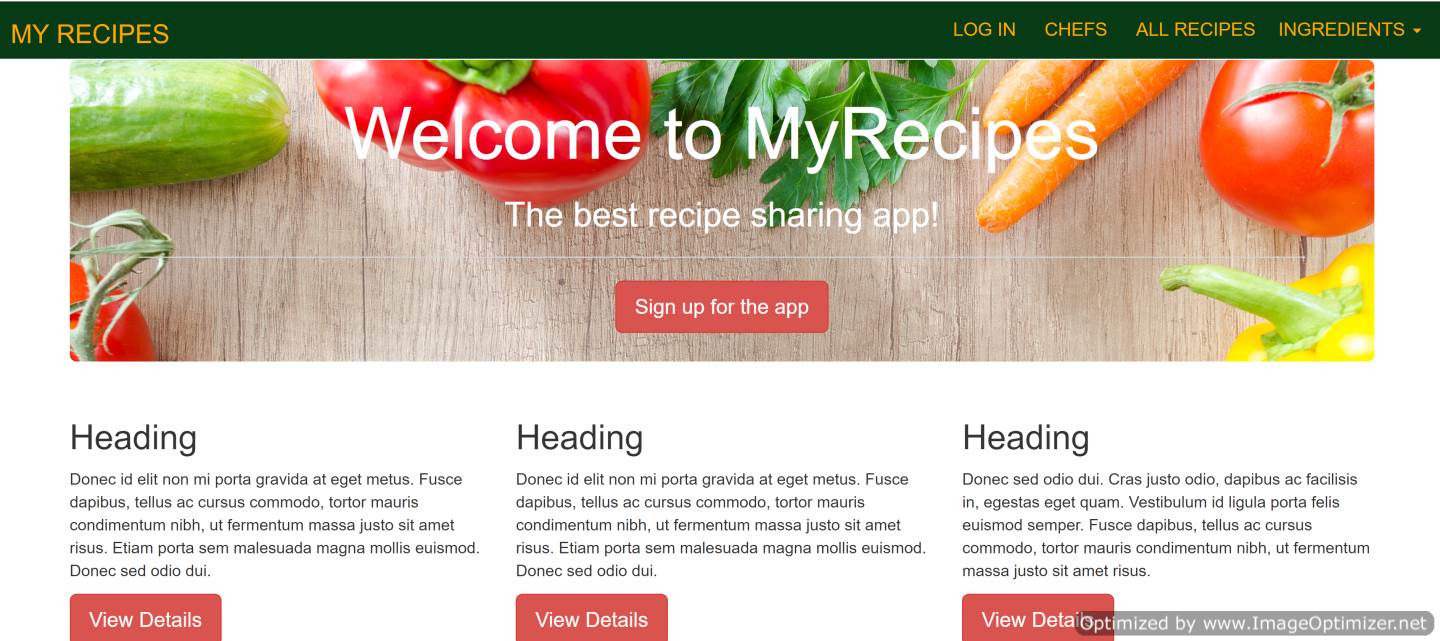 MY RECIPES
LOG IN CHEFS ALL RECIPES INGREDIENTS
Welcome to MyRecipes
The best recipe sharing app!
Sign up for the app
Heading
Donec id elit non mi porta gravida at eget metus. Fusce
dapibus, tellus ac cursus commodo, tortor mauris
condimentum nibh, ut fermentum massa justo sit amet
risus. Etiam porta sem malesuada magna mollis euismod.
Donec sed odio dui.
View Details
Heading
Donec id elit non mi porta gravida at eget metus. Fusce
dapibus, tellus ac cursus commodo, tortor mauris
condimentum nibh, ut fermentum massa justo sit amet
risus. Etiam porta sem malesuada magna mollis euismod.
Donec sed odio dui.
View Details
Heading
Donec sed odio dui. Cras justo odio, dapibus ac facilisis
in, egestas eget quam. Vestibulum id ligula porta felis
euismod semper. Fusce dapibus, tellus ac cursus
commodo, tortor mauris condimentum nibh, ut fermentum
massa justo sit amet risus.
View Details
Optimized by www.ImageOptimizer.net